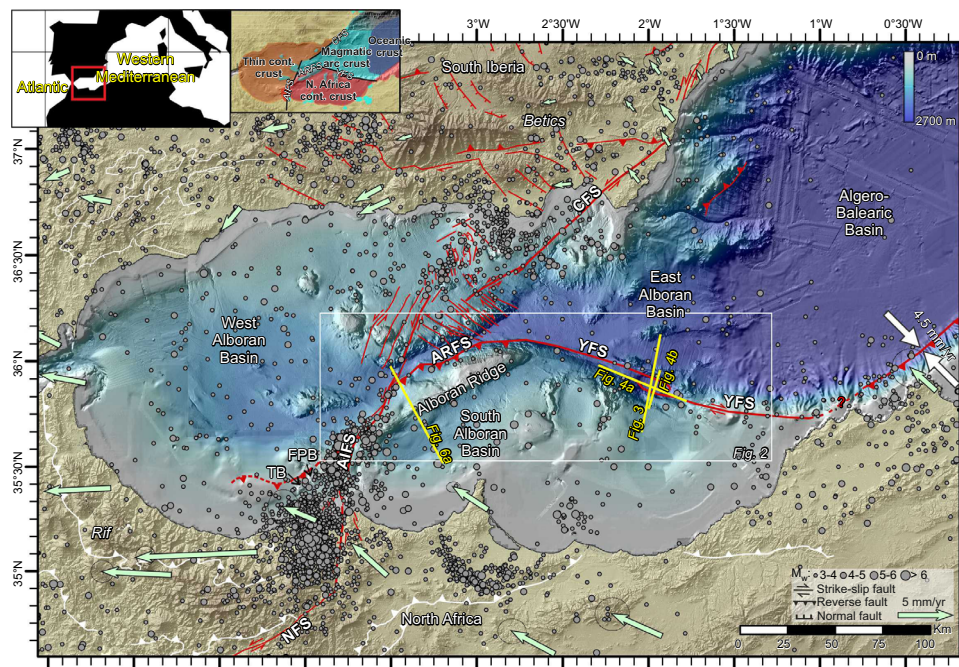 Atlantic
Western
Mediterranean
Thin cont.
crust
Magmatic
arc crust
Oceanic
crust
N. Africa
cont. crust
CFS
ARFS
YFS
AIFS
3°W
2°30'W
2°W
1°30'W
1°W
0°30'W
37°N
36°30'N
36°N
35°30'N
35°N
0 m
2700 m
South Iberia
Betics
CFS
Algero-
Balearic
Basin
East
Alboran
Basin
West
Alboran
Basin
ARFS
YFS
Alboran Ridge
Fig. 4a
Fig. 4b
Fig. 3
YFS
?
4.5 mm/yr
South
Alboran
Basin
Fig. 6a
Fig. 2
AIFS
FPB
TB
Rif
NFS
North Africa
Mw: 3-4 4-5 5-6 > 6
Strike-slip fault
Reverse fault
Normal fault
5 mm/yr
Km
0 25 50 75 100